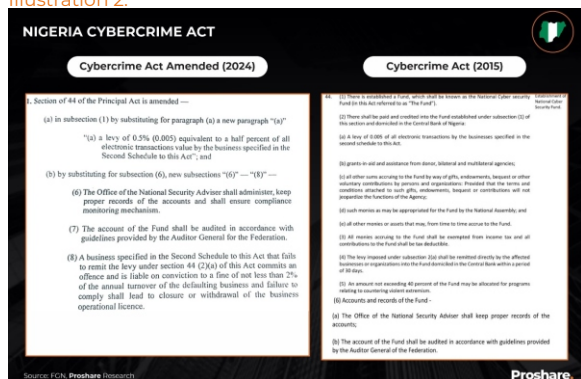 Illustration 2:
NIGERIA CYBERCRIME ACT
Cybercrime Act Amended (2024)
1. Section of 44 of the Principal Act is amended —
(a) in subsection (1) by substituting for paragraph (a) a new paragraph "(a)"
"(a) a levy of 0.5% (0.005) equivalent to a half percent of all
electronic transactions value by the business specified in the
Second Schedule to this Act"; and
(b) by substituting for subsection (6), new subsections "(6)" — "(8)" —
(6) The Office of the National Security Adviser shall administer, keep
proper records of the accounts and shall ensure compliance
monitoring mechanism.
(7) The account of the Fund shall be audited in accordance with
guidelines provided by the Auditor General for the Federation.
(8) A business specified in the Second Schedule to this Act that fails
to remit the levy under section 44 (2)(a) of this Act commits an
offence and is liable on conviction to a fine of not less than 2%
of the annual turnover of the defaulting business and failure to
comply shall lead to closure or withdrawal of the business
operational licence.
Cybercrime Act (2015)
44. (1) There is established a Fund, which shall be known as the National Cyber security
Fund (in this Act referred to as "The Fund").
Establishment of
National Cyber
Security Fund.
(2) There shall be paid and credited into the Fund established under subsection (1) of
this section and domiciled in the Central Bank of Nigeria.
(a) A levy of 0.005 of all electronic transactions by the businesses specified in the
second schedule to this Act.
(b) grants-in-aid and assistance from donor, bilateral and multilateral agencies;
(c) all other sums accruing to the Fund by way of gifts, endowments, bequest or other
voluntary contributions by persons and organizations: Provided that the terms and
conditions attached to such gifts, endowments, bequest or contributions will not
jeopardize the functions of the Agency;
(d) such monies as may be appropriated for the Fund by the National Assembly; and
(e) all other monies or assets that may, from time to time accrue to the Fund.
(3) All monies accruing to the Fund shall be exempted from income tax and all
contributions to the Fund shall be tax deductible.
(4) The levy imposed under subsection 2(a) shall be remitted directly by the affected
businesses or organizations into the Fund domiciled in the Central Bank within a period
of 30 days.
(5) An amount not exceeding 40 percent of the Fund may be allocated for programs
relating to countering violent extremism.
(6) Accounts and records of the Fund -
(a) The Office of the National Security Adviser shall keep proper records of the
accounts;
(b) The account of the Fund shall be audited in accordance with guidelines provided
by the Auditor General of the Federation.
Source: FGN, Proshare Research
Proshare.